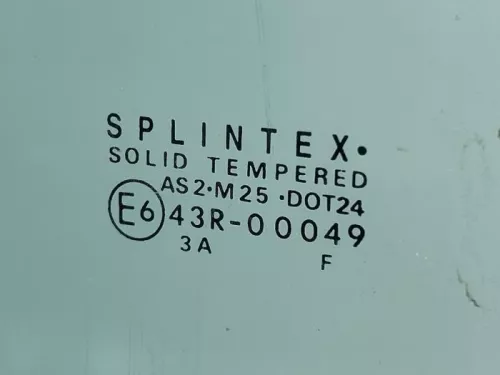 SPLINTEX•
SOLID TEMPERED
AS2•M25 •DOT24
E6 43R-00049
3A F